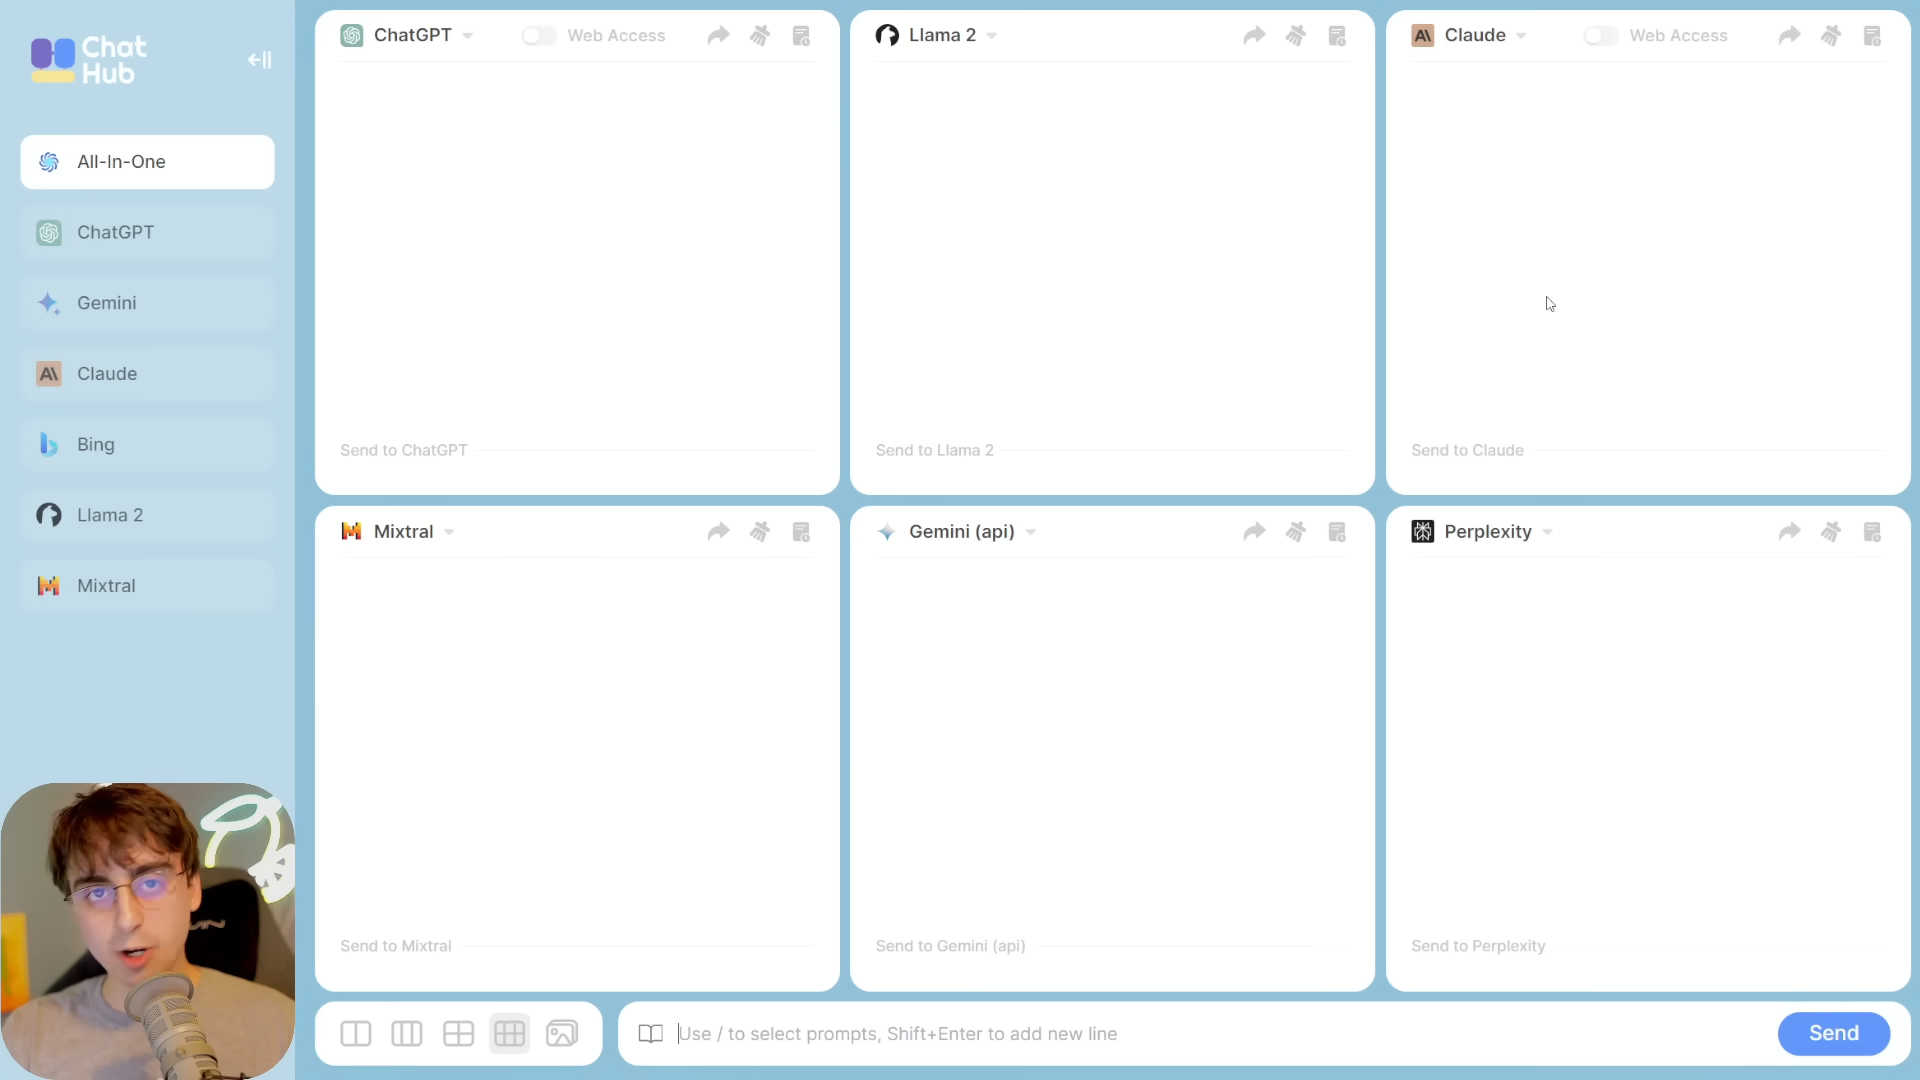 Chat
Hub
All-In-One
ChatGPT
Gemini
Claude
Bing
Llama 2
Mixtral
ChatGPT
Web Access
Send to ChatGPT
Llama 2
Send to Llama 2
Claude
Web Access
Send to Claude
Mixtral
Send to Mixtral
Gemini (api)
Send to Gemini (api)
Perplexity
Send to Perplexity
Use / to select prompts, Shift+Enter to add new line
Send